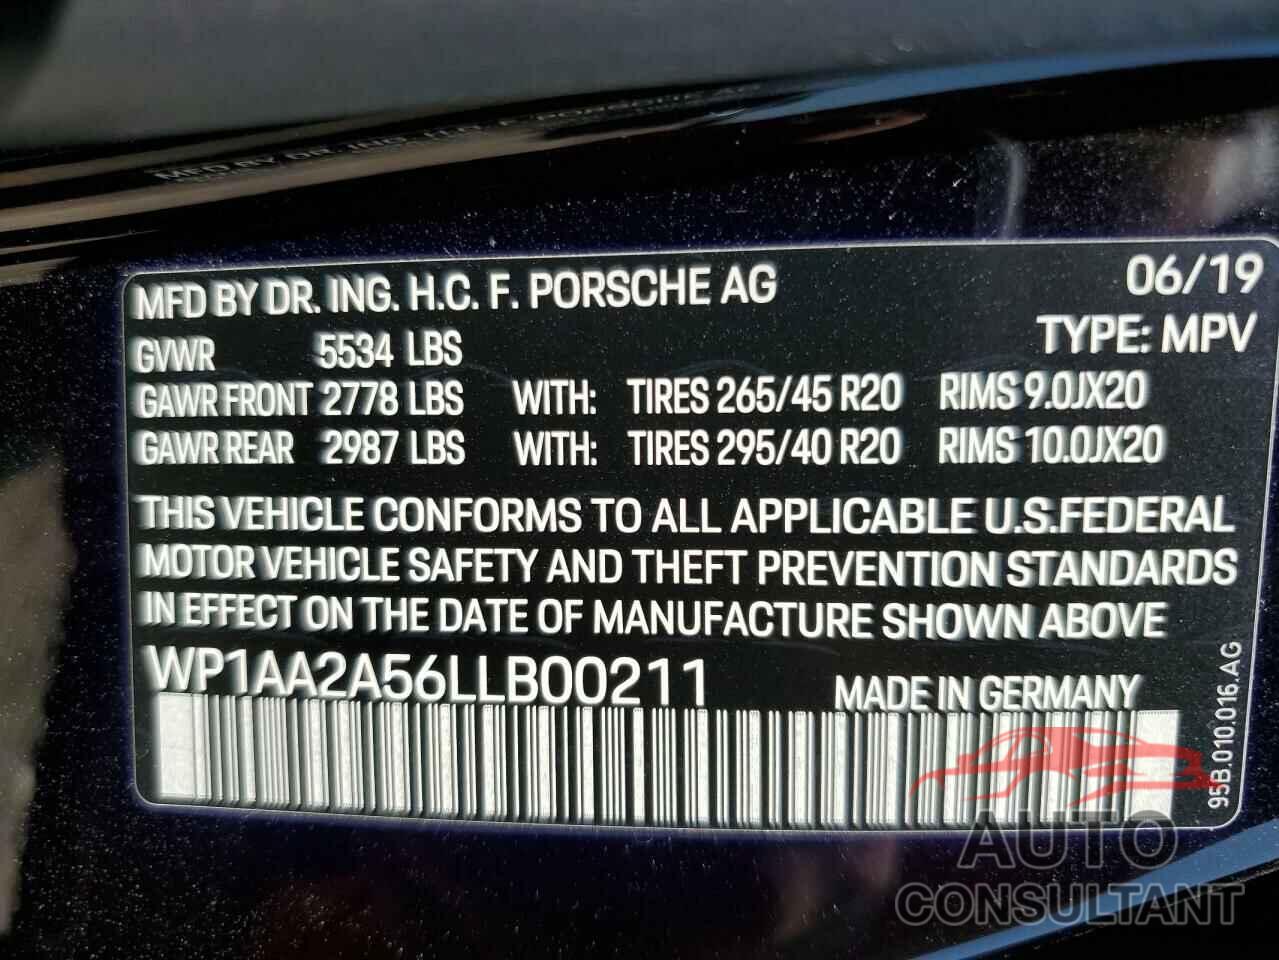 MFD BY DR. ING. H.C. F. PORSCHE AG 06/19
GVWR 5534 LBS TYPE: MPV
GAWR FRONT 2778 LBS WITH: TIRES 265/45 R20 RIMS 9.0JX20
GAWR REAR 2987 LBS WITH: TIRES 295/40 R20 RIMS 10.0JX20
THIS VEHICLE CONFORMS TO ALL APPLICABLE U.S.FEDERAL
MOTOR VEHICLE SAFETY AND THEFT PREVENTION STANDARDS
IN EFFECT ON THE DATE OF MANUFACTURE SHOWN ABOVE
WP1AA2A56LLB00211 MADE IN GERMANY
95B.010.016.AG
AUTO
CONSULTANT